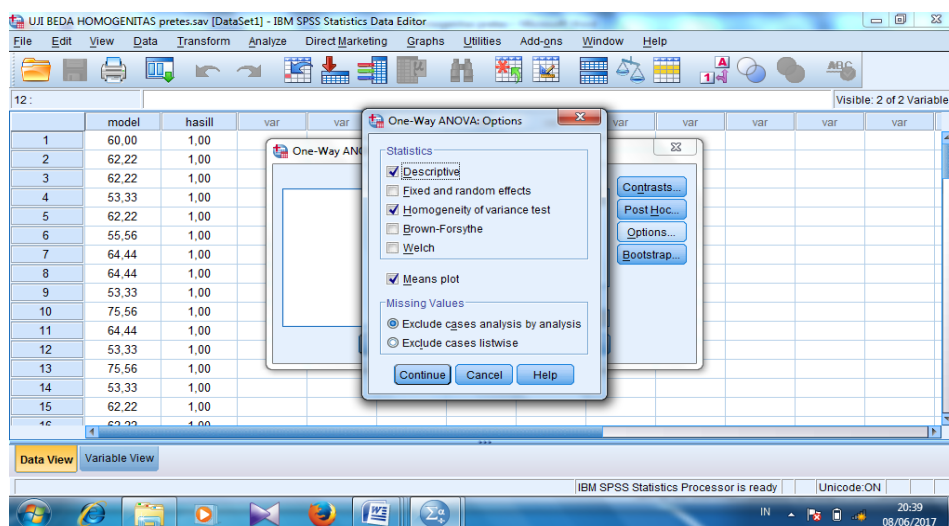 UJI BEDA HOMOGENITAS pretes.sav [DataSet1] - IBM SPSS Statistics Data Editor
File Edit View Data Transform Analyze Direct Marketing Graphs Utilities Add-ons Window Help
12 :
Visible: 2 of 2 Variable
model hasill var var var var var var var
1 60,00 1,00
2 62,22 1,00
3 62,22 1,00
4 53,33 1,00
5 62,22 1,00
6 55,56 1,00
7 64,44 1,00
8 64,44 1,00
9 53,33 1,00
10 75,56 1,00
11 64,44 1,00
12 53,33 1,00
13 75,56 1,00
14 53,33 1,00
15 62,22 1,00
16 62,22 1,00
One-Way ANO
Contrasts...
Post Hoc...
Options...
Bootstrap...
One-Way ANOVA: Options
Statistics
Descriptive
Fixed and random effects
Homogeneity of variance test
Brown-Forsythe
Welch
Means plot
Missing Values
Exclude cases analysis by analysis
Exclude cases listwise
Continue Cancel Help
Data View Variable View
IBM SPSS Statistics Processor is ready Unicode:ON
IN
20:39
08/06/2017